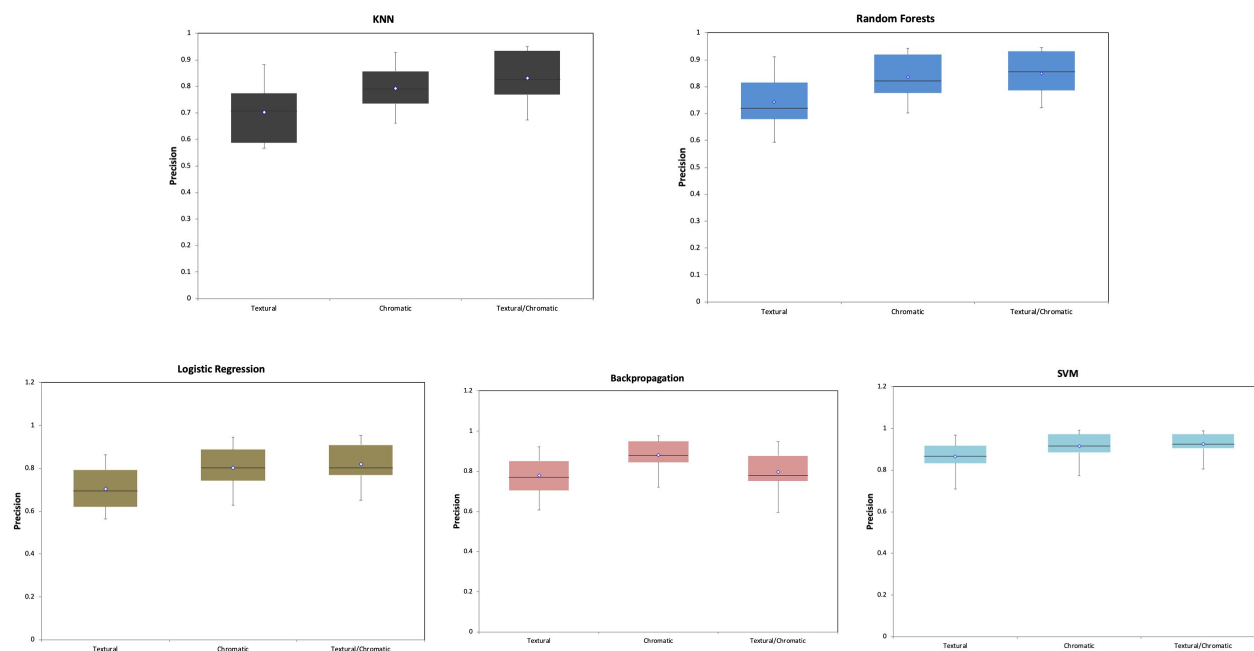 KNN
Precision
1
0.9
0.8
0.7
0.6
0.5
0.4
0.3
0.2
0.1
0
Textural
Chromatic
Textural/Chromatic
Random Forests
Precision
1
0.9
0.8
0.7
0.6
0.5
0.4
0.3
0.2
0.1
0
Textural
Chromatic
Textural/Chromatic
Logistic Regression
Precision
1.2
1
0.8
0.6
0.4
0.2
0
Textural
Chromatic
Textural/Chromatic
Backpropagation
Precision
1.2
1
0.8
0.6
0.4
0.2
0
Textural
Chromatic
Textural/Chromatic
SVM
Precision
1.2
1
0.8
0.6
0.4
0.2
0
Textural
Chromatic
Textural/Chromatic